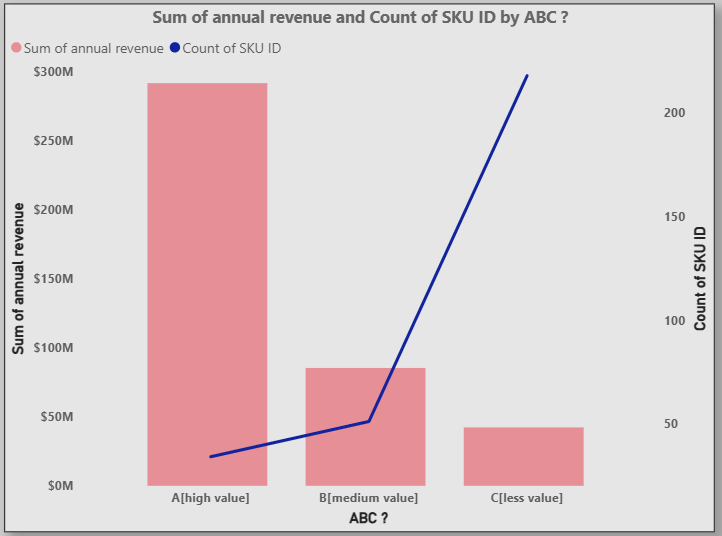 Sum of annual revenue and Count of SKU ID by ABC ?
Sum of annual revenue Count of SKU ID
$300M
$250M
$200M
$150M
$100M
$50M
$0M
Sum of annual revenue
200
150
100
50
Count of SKU ID
A[high value] B[medium value] C[less value]
ABC ?